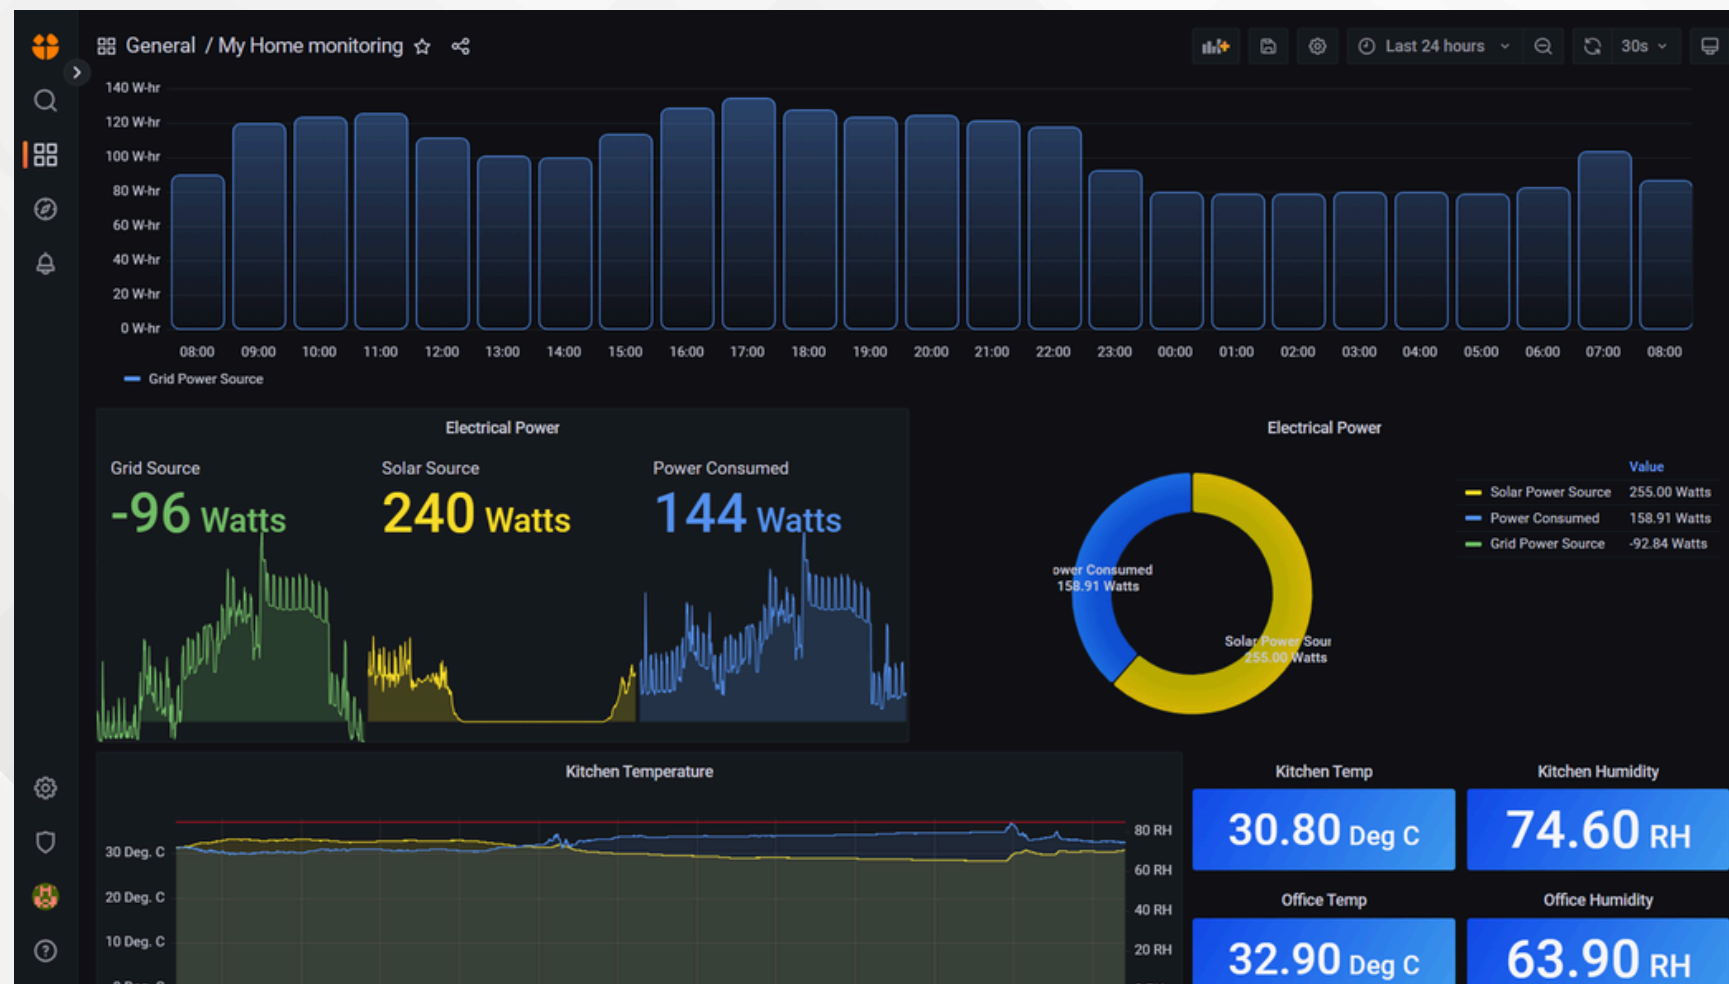 General / My Home monitoring
Last 24 hours
30s
140 W-hr
120 W-hr
100 W-hr
80 W-hr
60 W-hr
40 W-hr
20 W-hr
0 W-hr
08:00 09:00 10:00 11:00 12:00 13:00 14:00 15:00 16:00 17:00 18:00 19:00 20:00 21:00 22:00 23:00 00:00 01:00 02:00 03:00 04:00 05:00 06:00 07:00 08:00
Grid Power Source
Electrical Power
Grid Source
-96 Watts
Solar Source
240 Watts
Power Consumed
144 Watts
Electrical Power
Value
Solar Power Source 255.00 Watts
Power Consumed 158.91 Watts
Grid Power Source -92.84 Watts
ower Consumed
158.91 Watts
Solar Power Sour
255.00 Watts
Kitchen Temperature
30 Deg. C
20 Deg. C
10 Deg. C
80 RH
60 RH
40 RH
20 RH
Kitchen Temp
30.80 Deg C
Kitchen Humidity
74.60 RH
Office Temp
32.90 Deg C
Office Humidity
63.90 RH